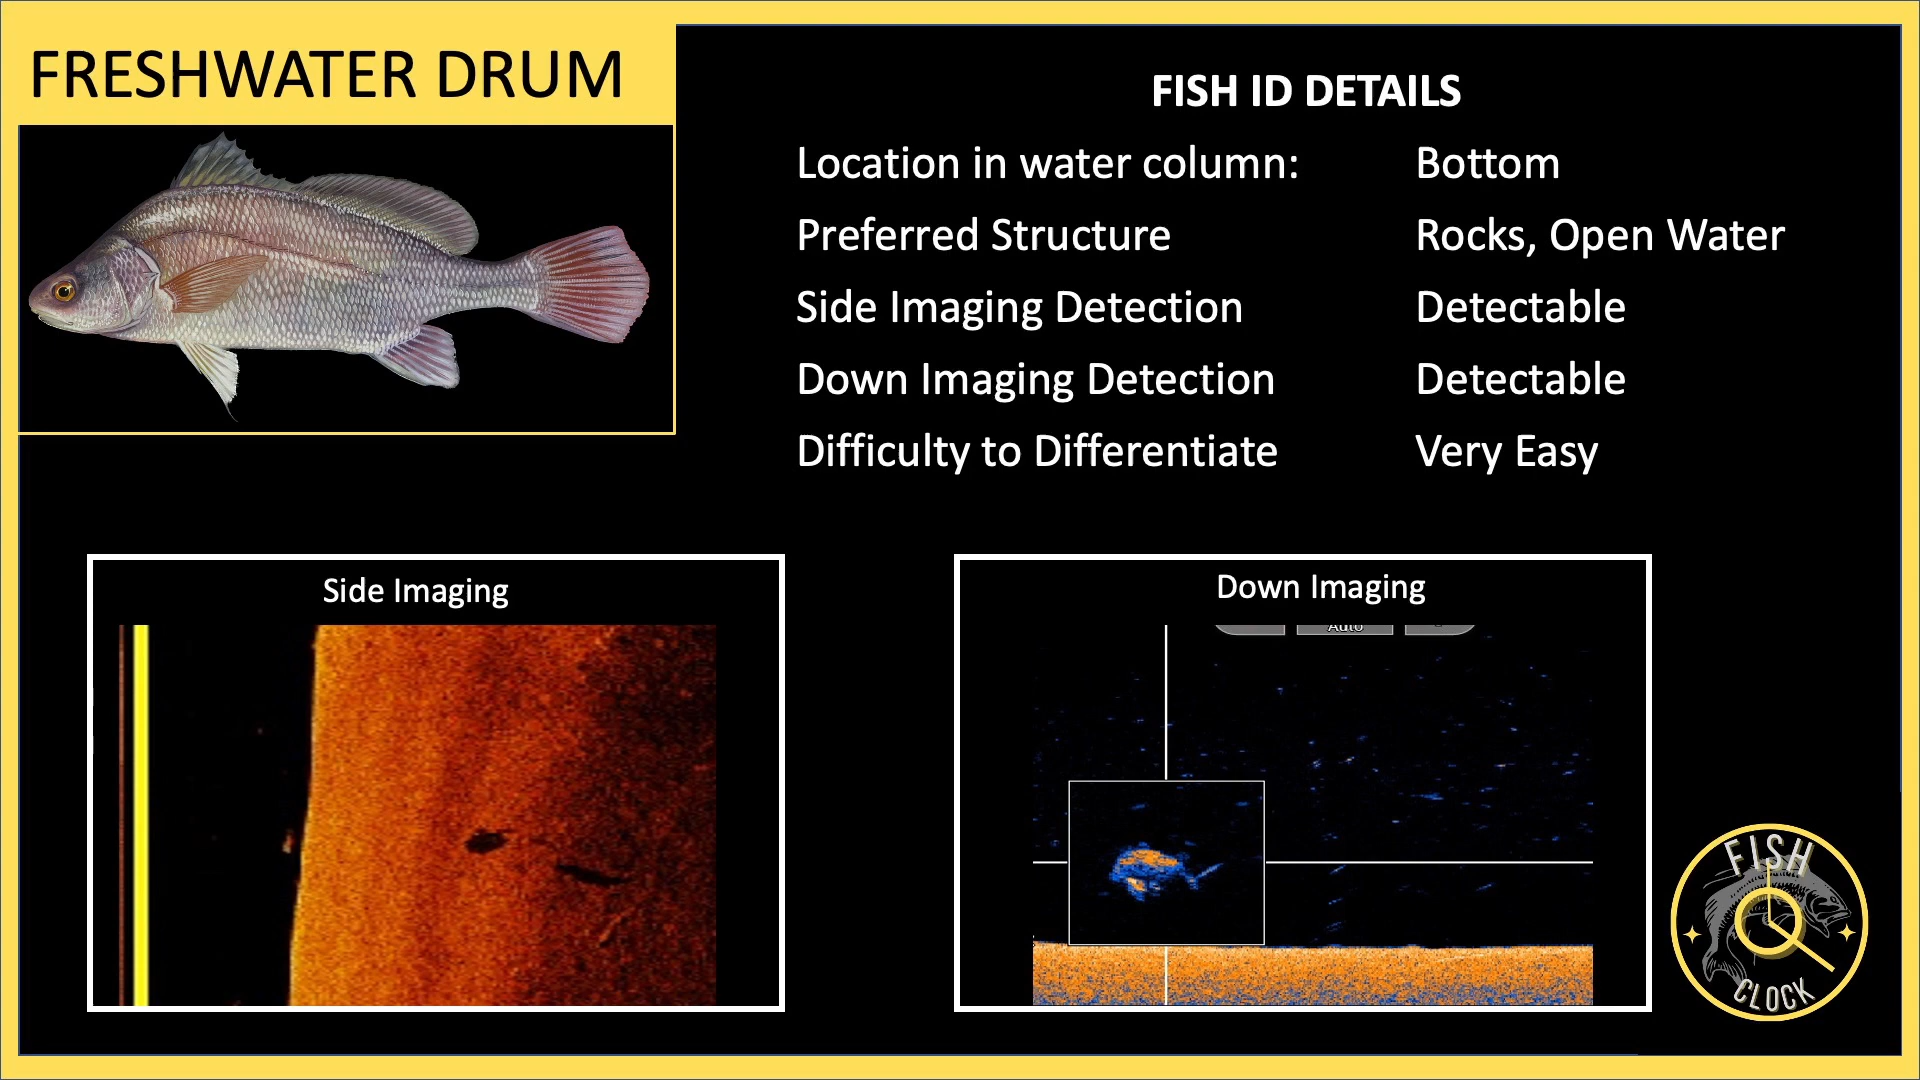 FRESHWATER DRUM
FISH ID DETAILS
Location in water column: Bottom
Preferred Structure Rocks, Open Water
Side Imaging Detection Detectable
Down Imaging Detection Detectable
Difficulty to Differentiate Very Easy
Side Imaging
Down Imaging
Auto
FISH
CLOCK